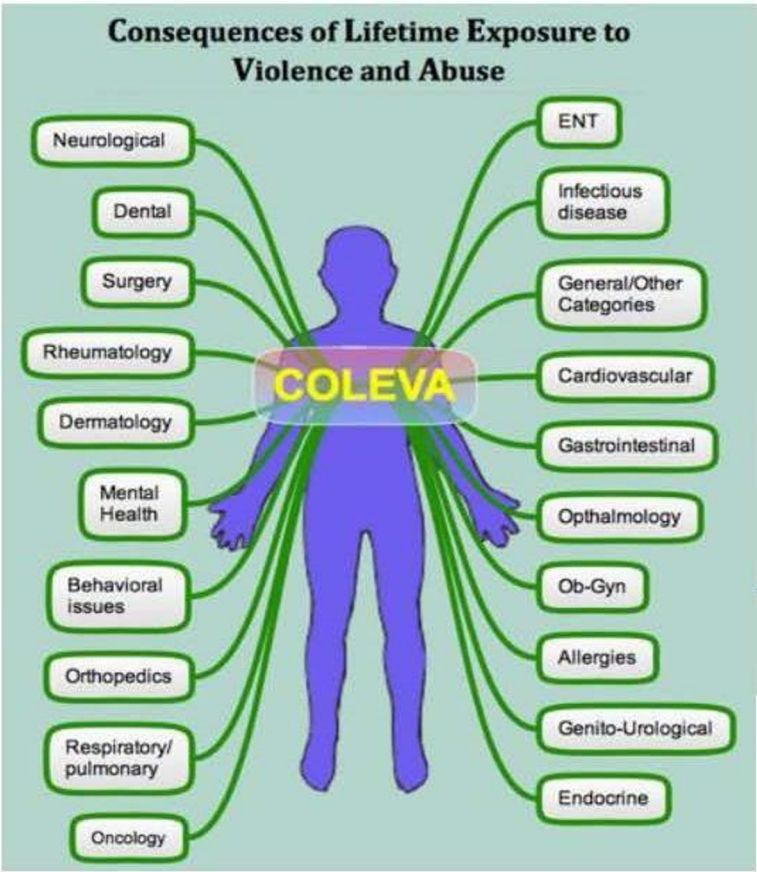 Consequences of Lifetime Exposure to
Violence and Abuse
Neurological
Dental
Surgery
Rheumatology
Dermatology
Mental
Health
Behavioral
issues
Orthopedics
Respiratory/
pulmonary
Oncology
COLEVA
ENT
Infectious
disease
General/Other
Categories
Cardiovascular
Gastrointestinal
Opthalmology
Ob-Gyn
Allergies
Genito-Urological
Endocrine